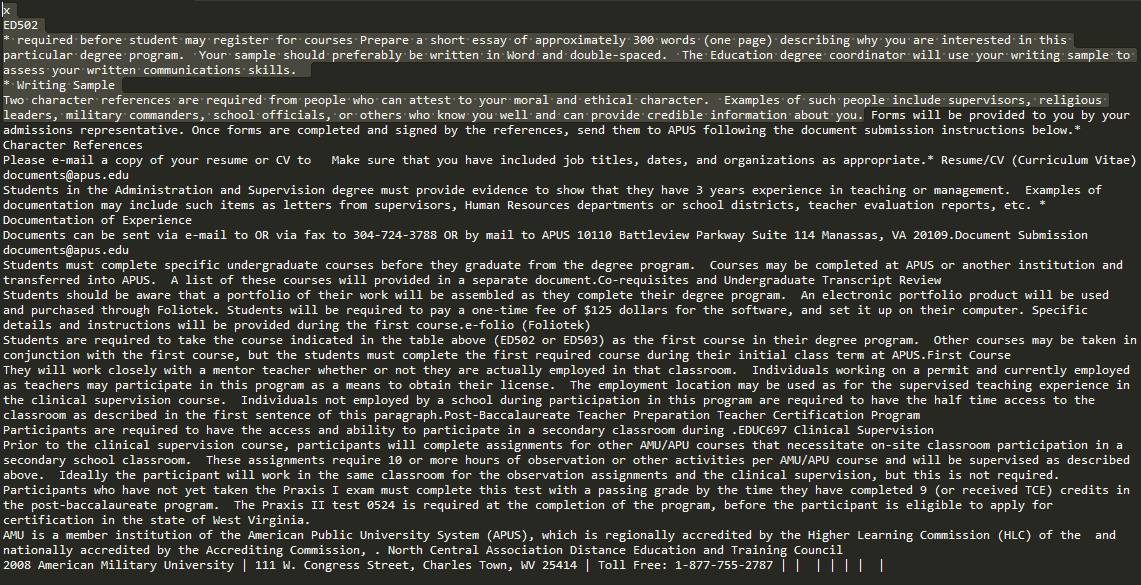 x
ED502
* required before student may register for courses Prepare a short essay of approximately 300 words (one page) describing why you are interested in this
particular degree program.  Your sample should preferably be written in Word and double-spaced.  The Education degree coordinator will use your writing sample to
assess your written communications skills.
* Writing Sample
Two character references are required from people who can attest to your moral and ethical character.  Examples of such people include supervisors, religious
leaders, military commanders, school officials, or others who know you well and can provide credible information about you. Forms will be provided to you by your
admissions representative. Once forms are completed and signed by the references, send them to APUS following the document submission instructions below.*
Character References
Please e-mail a copy of your resume or CV to   Make sure that you have included job titles, dates, and organizations as appropriate.* Resume/CV (Curriculum Vitae)
documents@apus.edu
Students in the Administration and Supervision degree must provide evidence to show that they have 3 years experience in teaching or management.  Examples of
documentation may include such items as letters from supervisors, Human Resources departments or school districts, teacher evaluation reports, etc. *
Documentation of Experience
Documents can be sent via e-mail to OR via fax to 304-724-3788 OR by mail to APUS 10110 Battleview Parkway Suite 114 Manassas, VA 20109.Document Submission
documents@apus.edu
Students must complete specific undergraduate courses before they graduate from the degree program.  Courses may be completed at APUS or another institution and
transferred into APUS.  A list of these courses will provided in a separate document.Co-requisites and Undergraduate Transcript Review
Students should be aware that a portfolio of their work will be assembled as they complete their degree program.  An electronic portfolio product will be used
and purchased through Foliotek. Students will be required to pay a one-time fee of $125 dollars for the software, and set it up on their computer. Specific
details and instructions will be provided during the first course.e-folio (Foliotek)
Students are required to take the course indicated in the table above (ED502 or ED503) as the first course in their degree program.  Other courses may be taken in
conjunction with the first course, but the students must complete the first required course during their initial class term at APUS.First Course
They will work closely with a mentor teacher whether or not they are actually employed in that classroom.  Individuals working on a permit and currently employed
as teachers may participate in this program as a means to obtain their license.  The employment location may be used as for the supervised teaching experience in
the clinical supervision course.  Individuals not employed by a school during participation in this program are required to have the half time access to the
classroom as described in the first sentence of this paragraph.Post-Baccalaureate Teacher Preparation Teacher Certification Program
Participants are required to have the access and ability to participate in a secondary classroom during .EDUC697 Clinical Supervision
Prior to the clinical supervision course, participants will complete assignments for other AMU/APU courses that necessitate on-site classroom participation in a
secondary school classroom.  These assignments require 10 or more hours of observation or other activities per AMU/APU course and will be supervised as described
above.  Ideally the participant will work in the same classroom for the observation assignments and the clinical supervision, but this is not required.
Participants who have not yet taken the Praxis I exam must complete this test with a passing grade by the time they have completed 9 (or received TCE) credits in
the post-baccalaureate program.  The Praxis II test 0524 is required at the completion of the program, before the participant is eligible to apply for
certification in the state of West Virginia.
AMU is a member institution of the American Public University System (APUS), which is regionally accredited by the Higher Learning Commission (HLC) of the  and
nationally accredited by the Accrediting Commission, . North Central Association Distance Education and Training Council
2008 American Military University | 111 W. Congress Street, Charles Town, WV 25414 | Toll Free: 1-877-755-2787 | |  | | | |  |